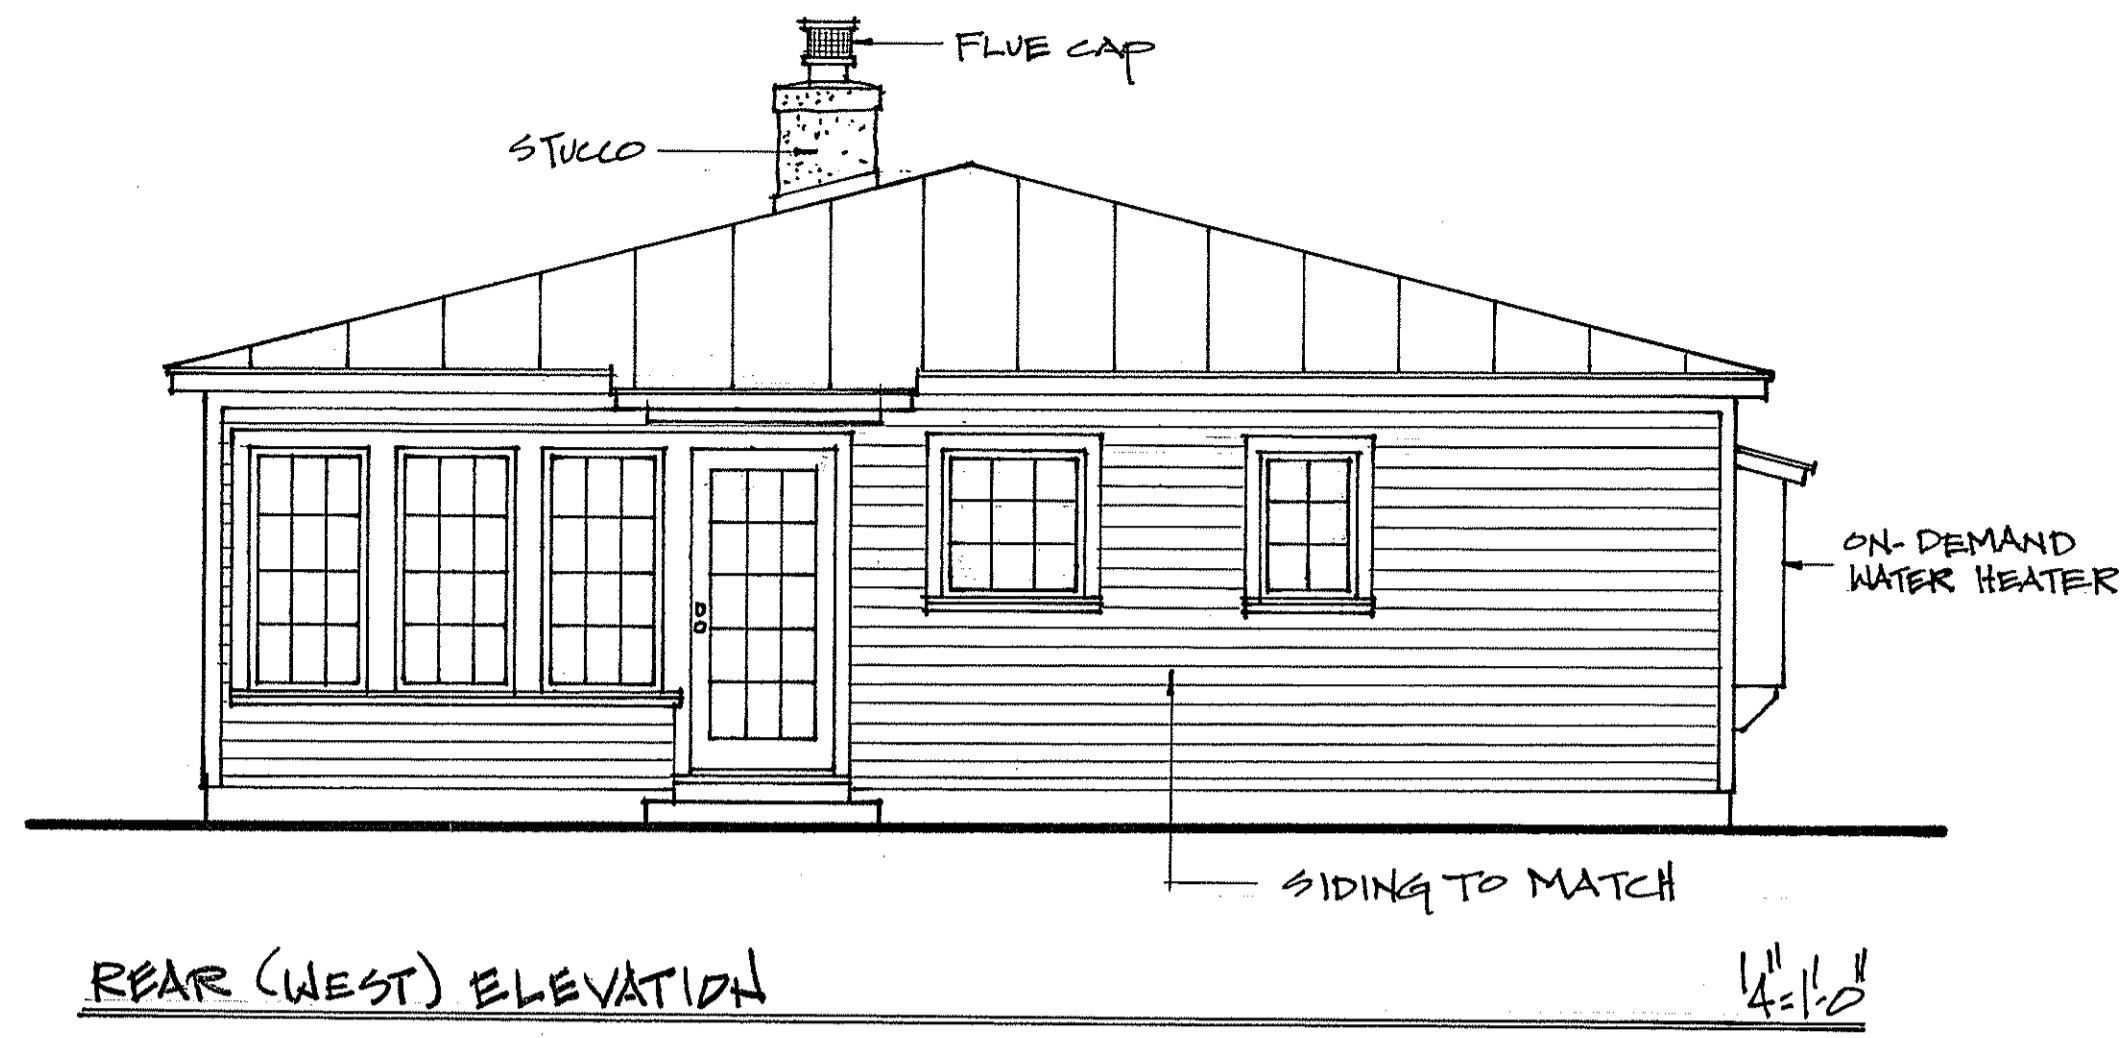 FLUE CAP
STUCCO
ON-DEMAND
WATER HEATER
SIDING TO MATCH
REAR (WEST) ELEVATION
1/4"=1'-0"